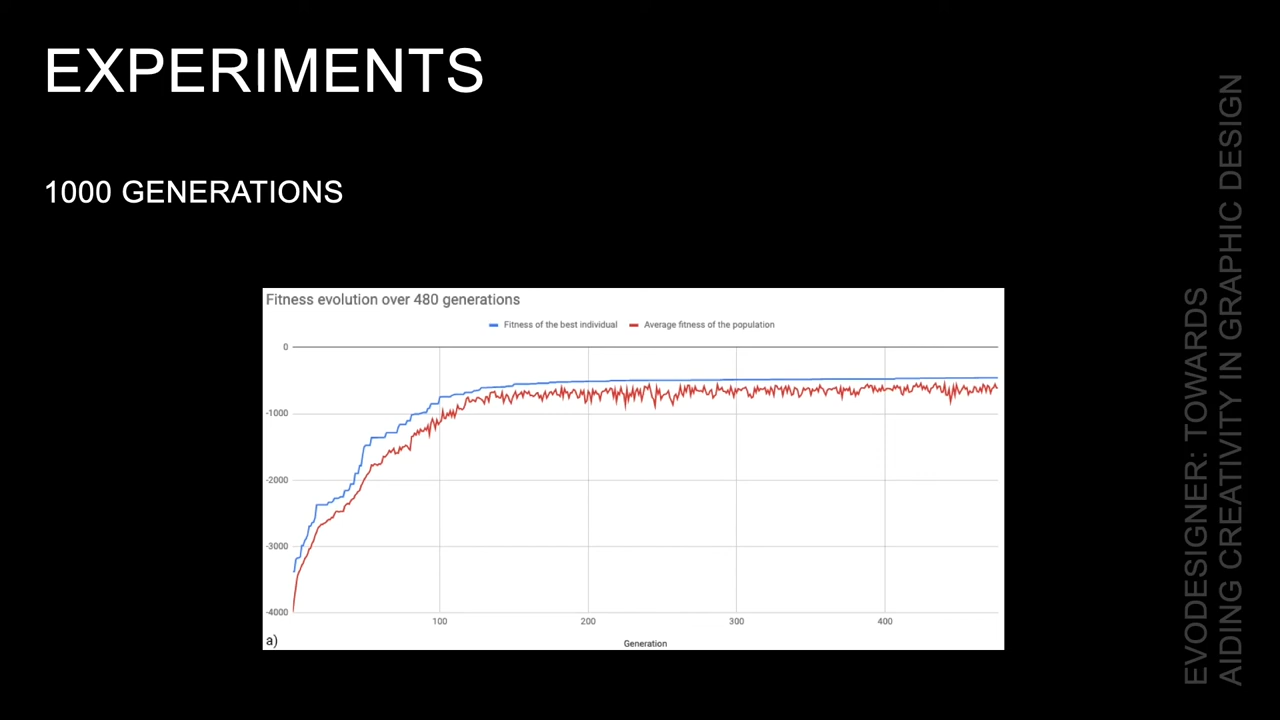 EXPERIMENTS
1000 GENERATIONS
Fitness evolution over 480 generations
Fitness of the best individual Average fitness of the population
0
-1000
-2000
-3000
-4000
100 200 300 400
Generation
a)
EVODESIGNER: TOWARDS
AIDING CREATIVITY IN GRAPHIC DESIGN